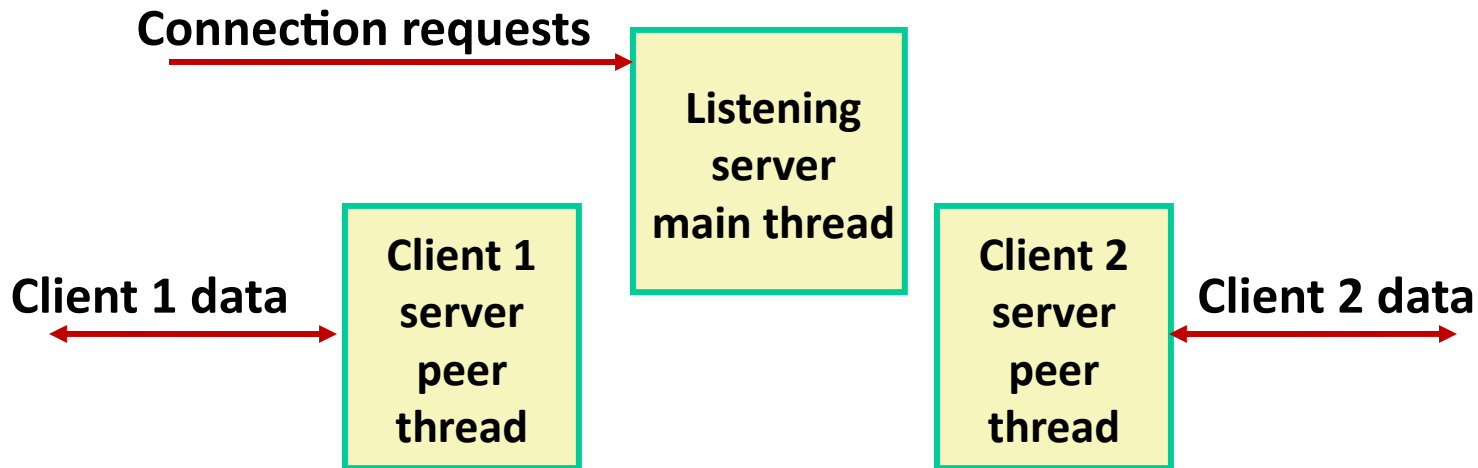 Connection requests
Listening
server
main thread
Client 1 data
Client 1
server
peer
thread
Client 2
server
peer
thread
Client 2 data